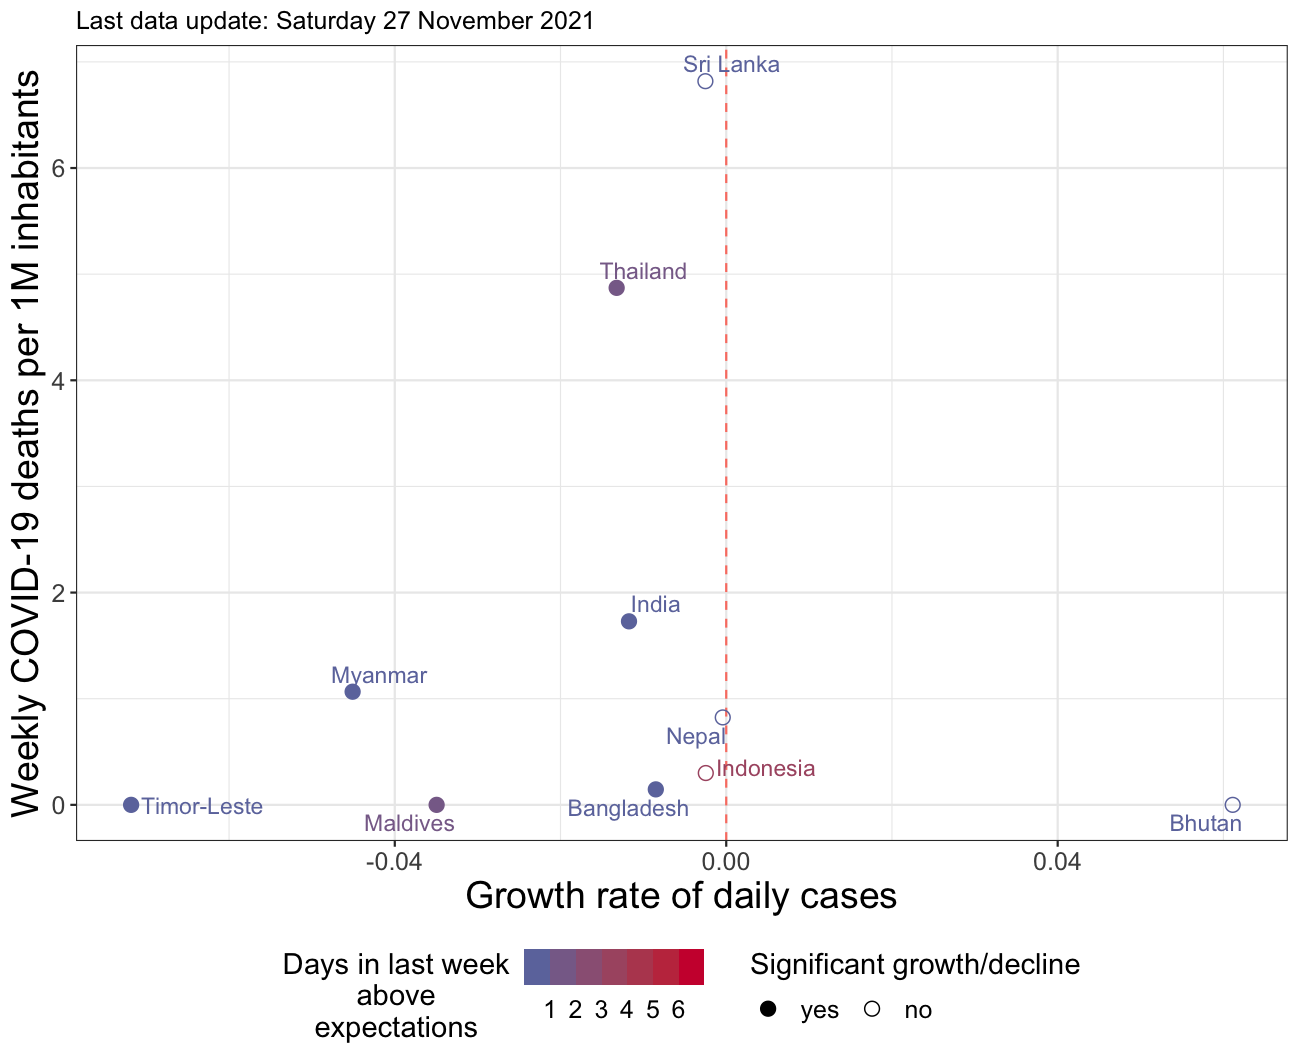 Last data update: Saturday 27 November 2021
Weekly COVID-19 deaths per 1M inhabitants
Sri Lanka
6
Thailand
4
India
2
Myanmar
Nepal
Indonesia
Bangladesh
Timor-Leste
0
Maldives
Bhutan
-0.04 0.00 0.04
Growth rate of daily cases
Days in last week
above
expectations
1 2 3 4 5 6
Significant growth/decline
yes no